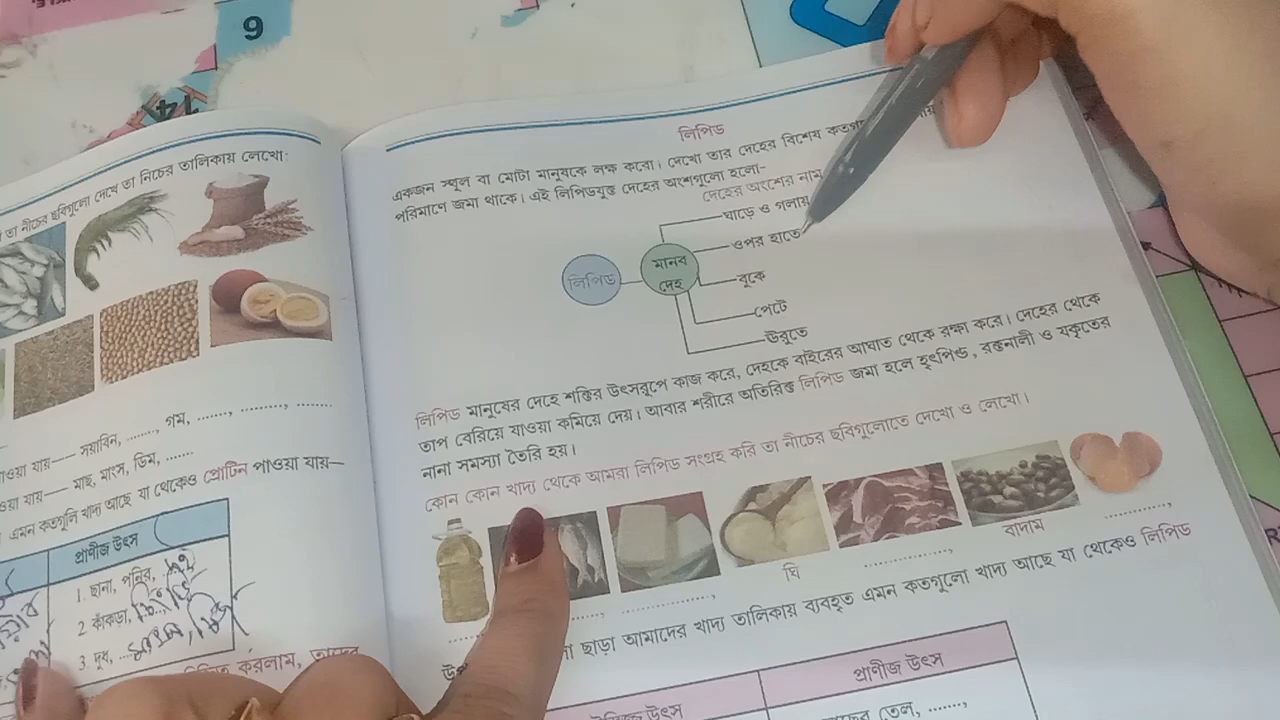 6
14
তা নীচের ছবিগুলো দেখে তা নিচের তালিকায় লেখো:
পাওয়া যায়— সয়াবিন, ........, গম, ........, ........., .........
পাওয়া যায়— মাছ, মাংস, ডিম, .......
এমন কতগুলি খাদ্য আছে যা থেকেও প্রোটিন পাওয়া যায়—
প্রাণীজ উৎস
1. ছানা, পনির,
2. কাঁকড়া,
3. দুধ,
করলাম, তাদের
লিপিড
একজন স্থূল বা মোটা মানুষকে লক্ষ করো। দেখো তার দেহের বিশেষ
পরিমাণে জমা থাকে। এই লিপিডযুক্ত দেহের অংশগুলো হলো-
দেহের অংশের নাম
লিপিড
মানব দেহ
ঘাড়ে ও গলায়
ওপর হাতে
বুকে
পেটে
উরুতে
লিপিড মানুষের দেহে শক্তির উৎসরূপে কাজ করে, দেহকে বাইরের আঘাত থেকে রক্ষা করে। দেহের থেকে
তাপ বেরিয়ে যাওয়া কমিয়ে দেয়। আবার শরীরে অতিরিক্ত লিপিড জমা হলে হৃৎপিণ্ড, রক্তনালী ও যকৃতের
নানা সমস্যা তৈরি হয়।
কোন কোন খাদ্য থেকে আমরা লিপিড সংগ্রহ করি তা নীচের ছবিগুলোতে দেখো ও লেখো।
ঘি
বাদাম
ছাড়া আমাদের খাদ্য তালিকায় ব্যবহৃত এমন কতগুলো খাদ্য আছে যা থেকেও লিপিড
উৎস
প্রাণীজ উৎস
তেল, .......,